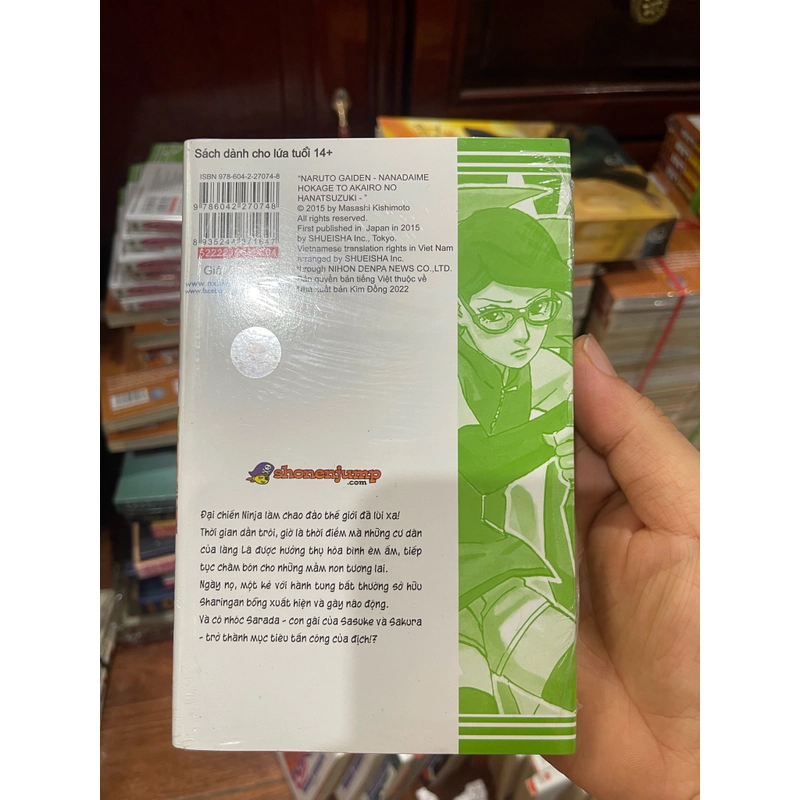 Sách dành cho lứa tuổi 14+
ISBN 978-604-2-27074-8
9 786042 270748
8 935244 271647
Giá
"NARUTO GAIDEN - NANADAIME
HOKAGE TO AKAIRO NO
HANATSUZUKI - "
© 2015 by Masashi Kishimoto
All rights reserved.
First published in Japan in 2015
by SHUEISHA Inc., Tokyo.
Vietnamese translation rights in Viet Nam
arranged by SHUEISHA Inc.
through NIHON DENPA NEWS CO.,LTD.
Bản quyền bản tiếng Việt thuộc về
Nhà xuất bản Kim Đồng 2022
shonenjump
.com
Đại chiến Ninja làm chao đảo thế giới đã lùi xa!
Thời gian dần trôi, giờ là thời điểm mà những cư dân
của làng Lá được hưởng thụ hòa bình êm ấm, tiếp
tục chăm bón cho những mầm non tương lai.
Ngày nọ, một kẻ với hành tung bất thường sở hữu
Sharingan bỗng xuất hiện và gây náo động.
Và cô nhóc Sarada - con gái của Sasuke và Sakura
- trở thành mục tiêu tấn công của địch!?